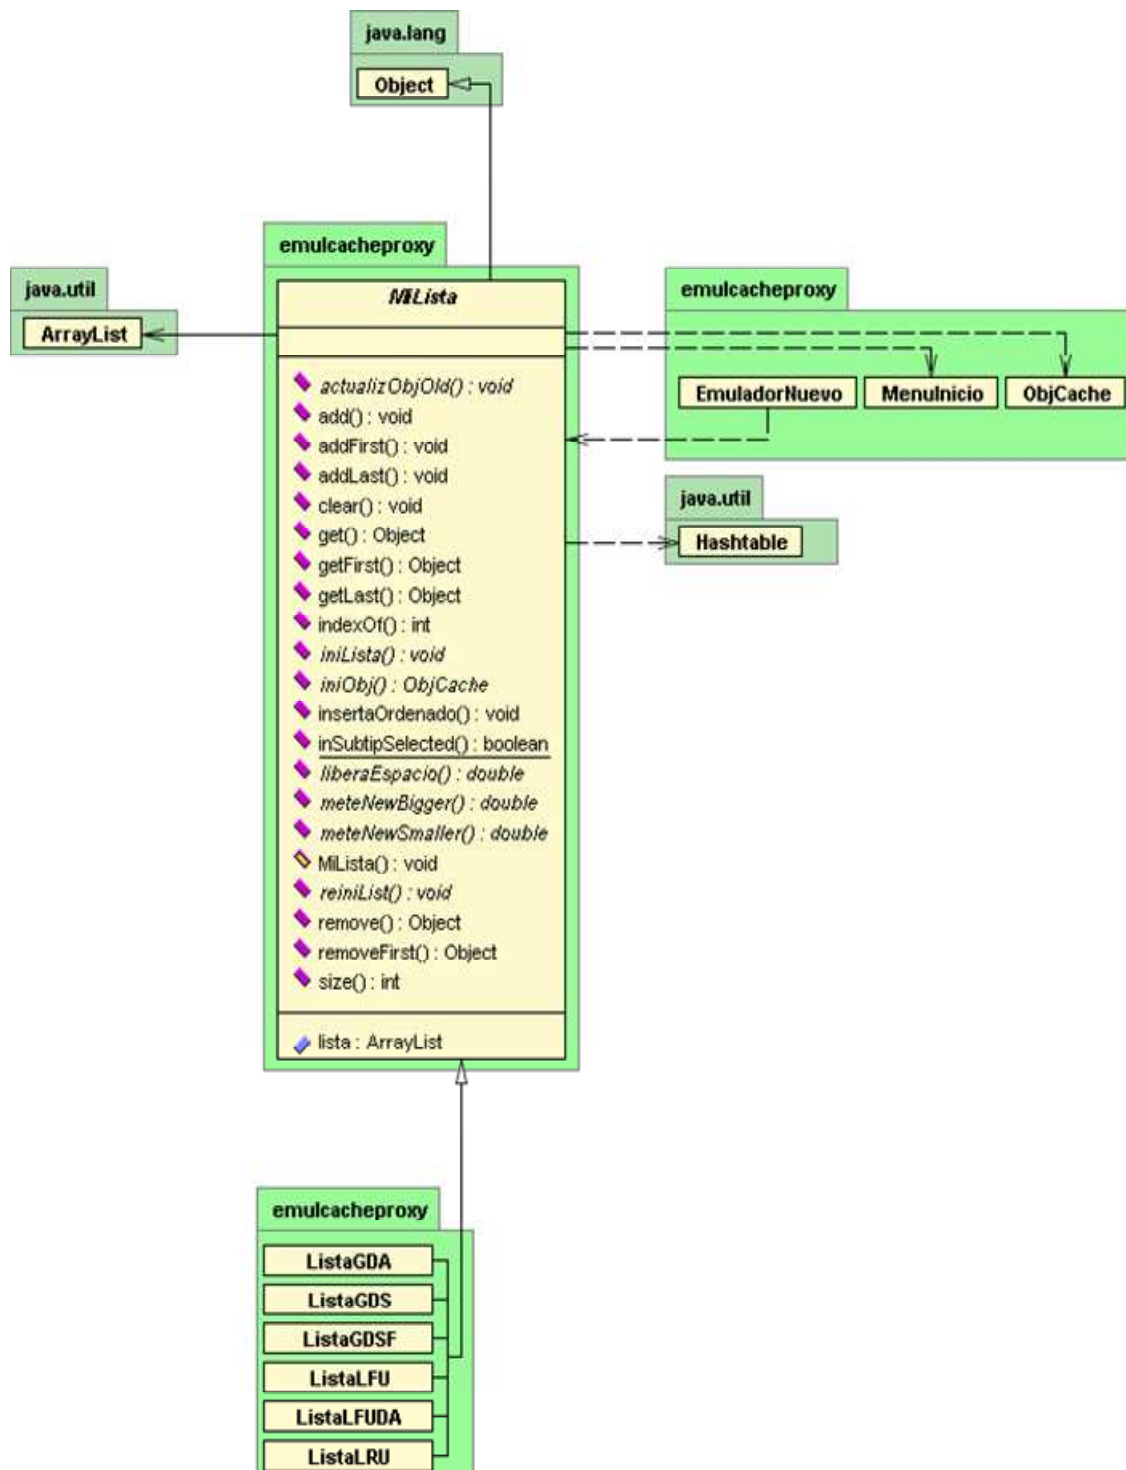 java.lang
Object
emulcacheproxy
MiLista
java.util
ArrayList
emulcacheproxy
EmuladorNuevo
MenuInicio
ObjCache
java.util
Hashtable
actualizObjOld() : void
add() : void
addFirst() : void
addLast() : void
clear() : void
get() : Object
getFirst() : Object
getLast() : Object
indexOf() : int
iniLista() : void
iniObj() : ObjCache
insertaOrdenado() : void
inSubtipSelected() : boolean
liberaEspacio() : double
meteNewBigger() : double
meteNewSmaller() : double
MiLista() : void
reiniList() : void
remove() : Object
removeFirst() : Object
size() : int
lista : ArrayList
emulcacheproxy
ListaGDA
ListaGDS
ListaGDSF
ListaLFU
ListaLFUDA
ListaLRU